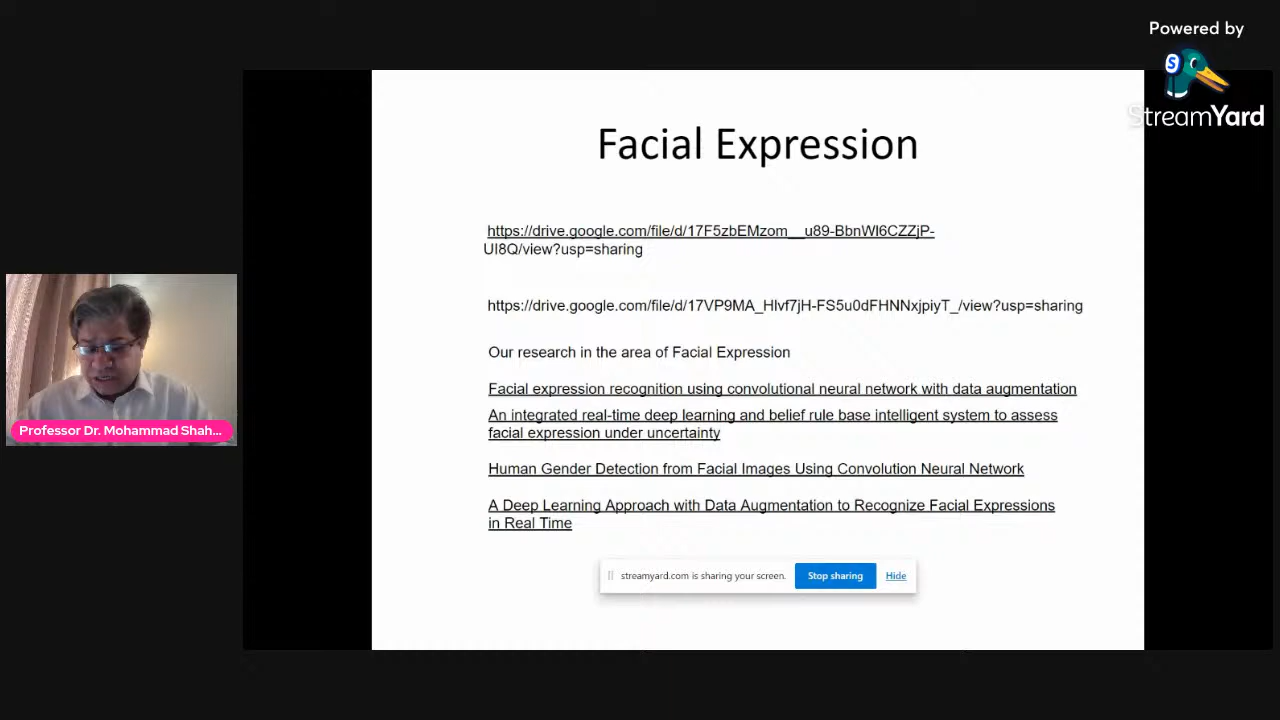 Powered by
StreamYard
Facial Expression
https://drive.google.com/file/d/17F5zbEMzom__u89-BbnWl6CZZjP-
UI8Q/view?usp=sharing
https://drive.google.com/file/d/17VP9MA_Hlvf7jH-FS5u0dFHNNxjpiyT_/view?usp=sharing
Our research in the area of Facial Expression
Facial expression recognition using convolutional neural network with data augmentation
An integrated real-time deep learning and belief rule base intelligent system to assess
facial expression under uncertainty
Professor Dr. Mohammad Shah...
Human Gender Detection from Facial Images Using Convolution Neural Network
A Deep Learning Approach with Data Augmentation to Recognize Facial Expressions
in Real Time
streamyard.com is sharing your screen. Stop sharing Hide